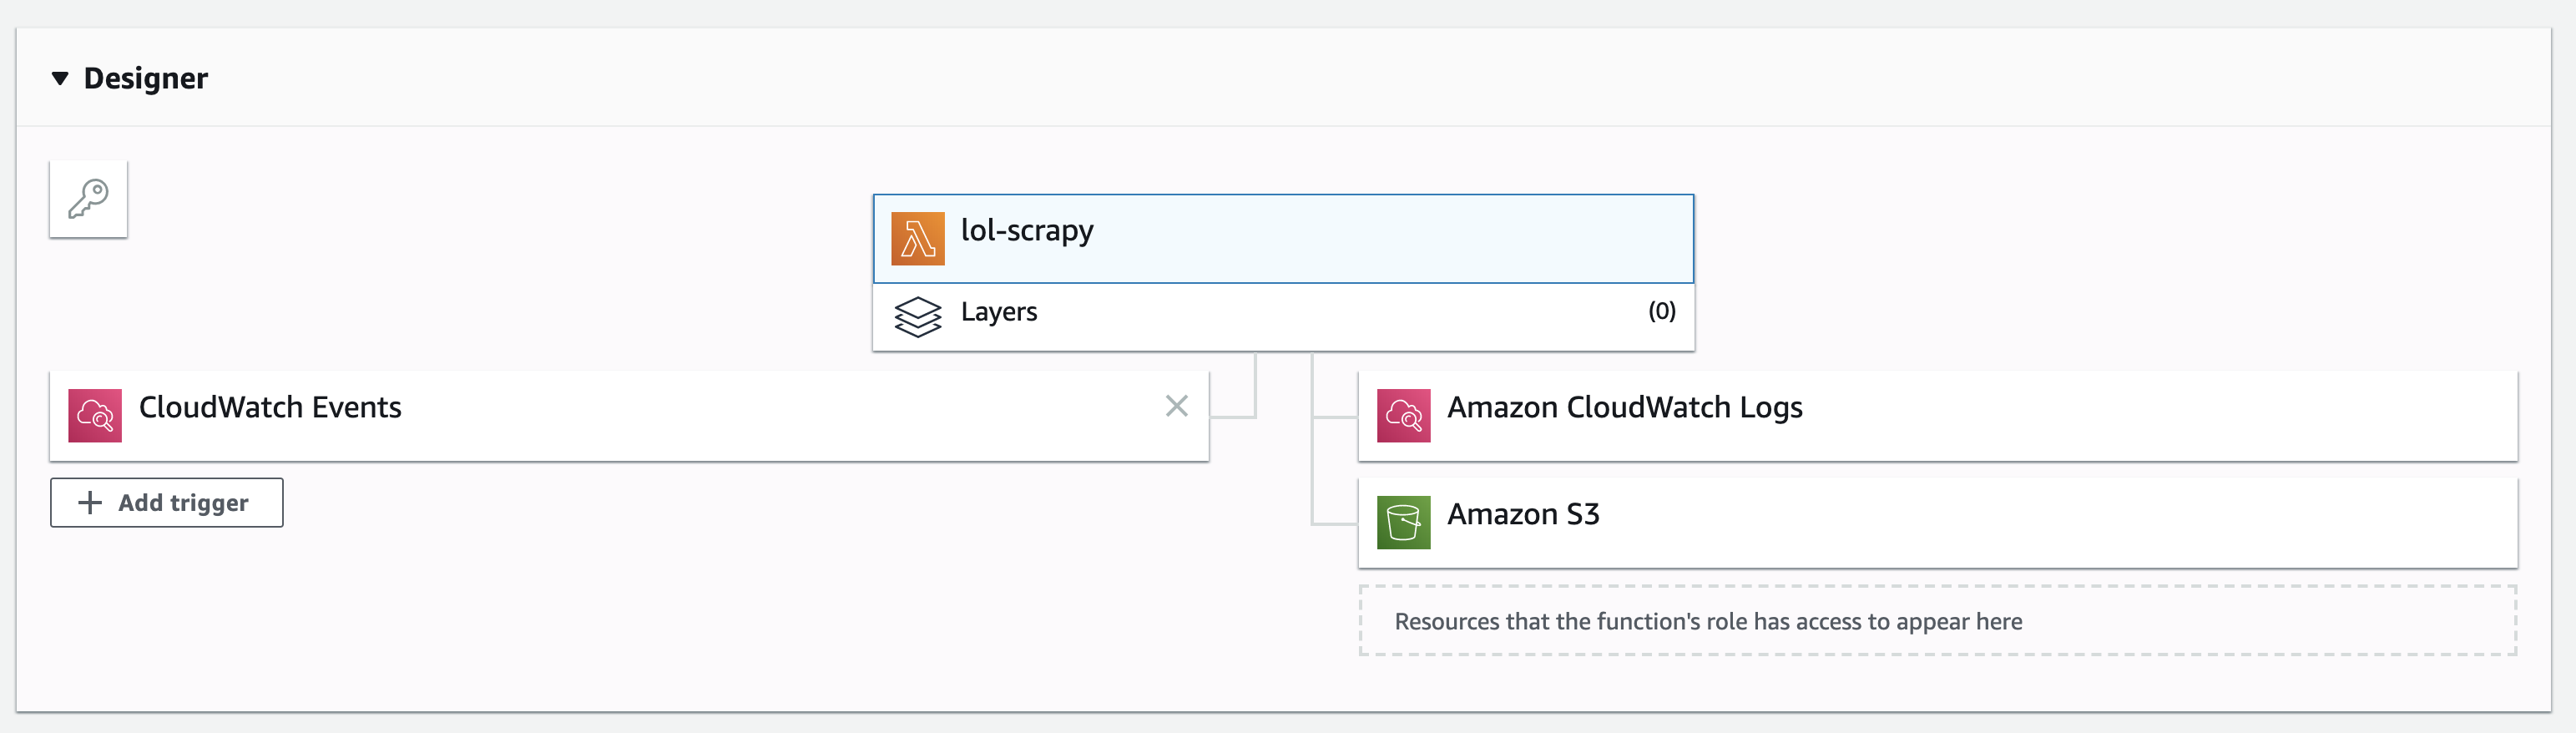 Designer
lol-scrapy
Layers
(0)
CloudWatch Events
Add trigger
Amazon CloudWatch Logs
Amazon S3
Resources that the function's role has access to appear here